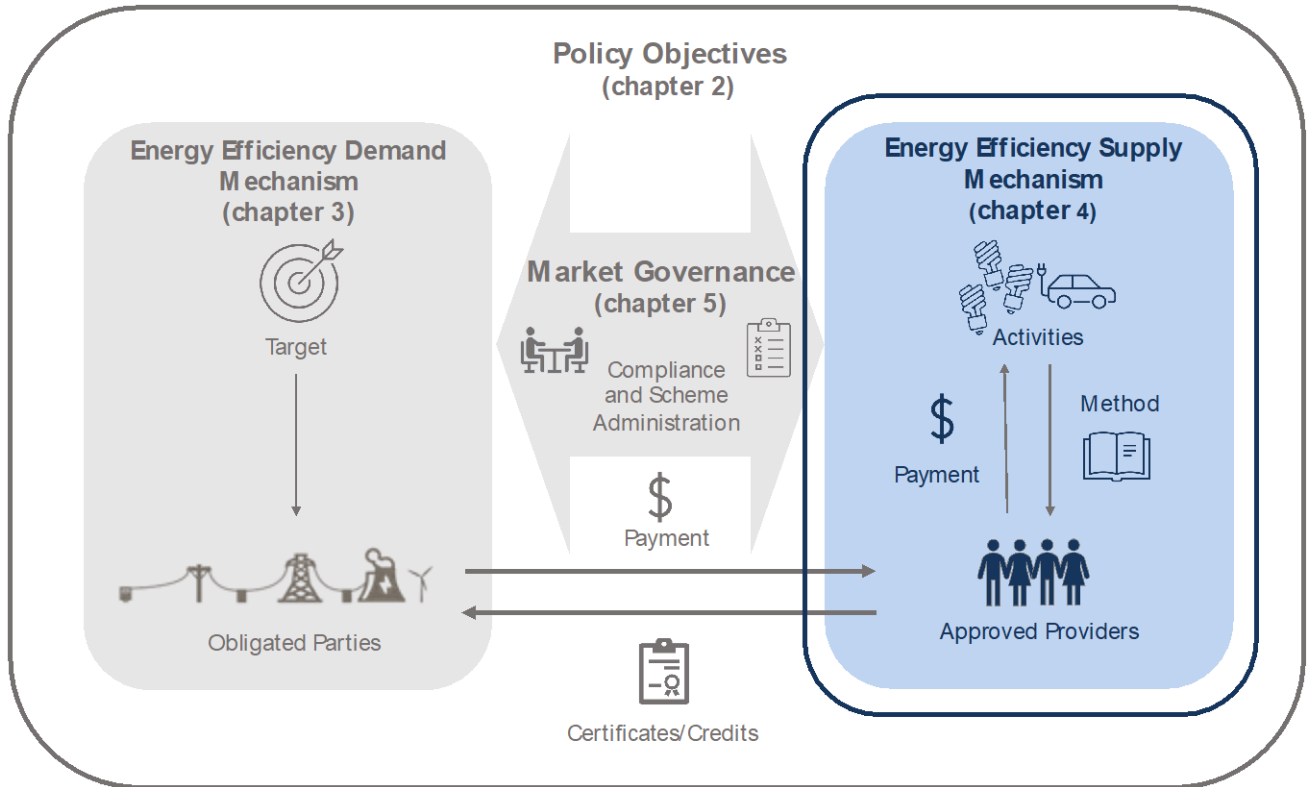 Policy Objectives
(chapter 2)
Energy Efficiency Demand
Mechanism
(chapter 3)
Target
Obligated Parties
Market Governance
(chapter 5)
Compliance
and Scheme
Administration
$
Payment
Certificates/Credits
Energy Efficiency Supply
Mechanism
(chapter 4)
Activities
$
Payment
Method
Approved Providers